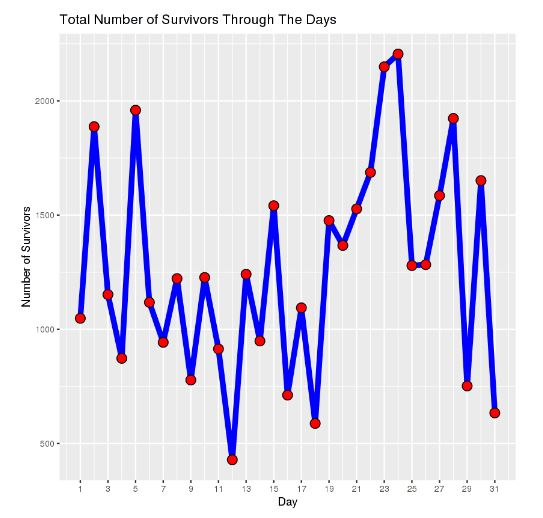 Total Number of Survivors Through The Days
Number of Survivors
2000
1500
1000
500
1 3 5 7 9 11 13 15 17 19 21 23 25 27 29 31
Day